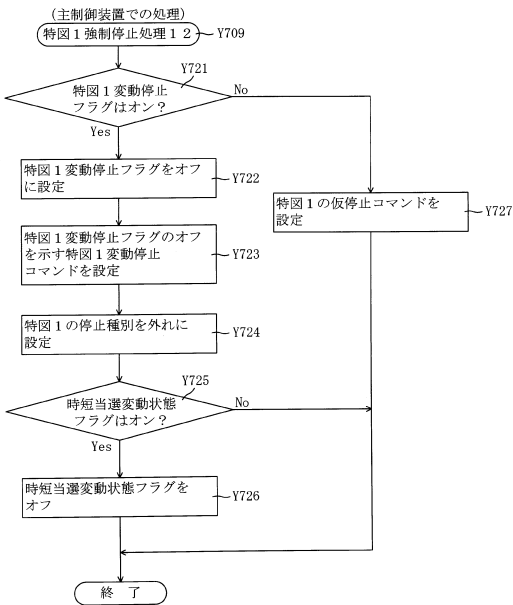 (主制御装置での処理)
特図1強制停止処理12
Y709
Y721
特図1変動停止
フラグはオン?
No
Yes
特図1変動停止フラグをオフ
に設定
Y722
特図1の仮停止コマンドを
設定
Y727
特図1変動停止フラグのオフ
を示す特図1変動停止
コマンドを設定
Y723
特図1の停止種別を外れに
設定
Y724
Y725
時短当選変動状態
フラグはオン?
No
Yes
時短当選変動状態フラグを
オフ
Y726
終 了